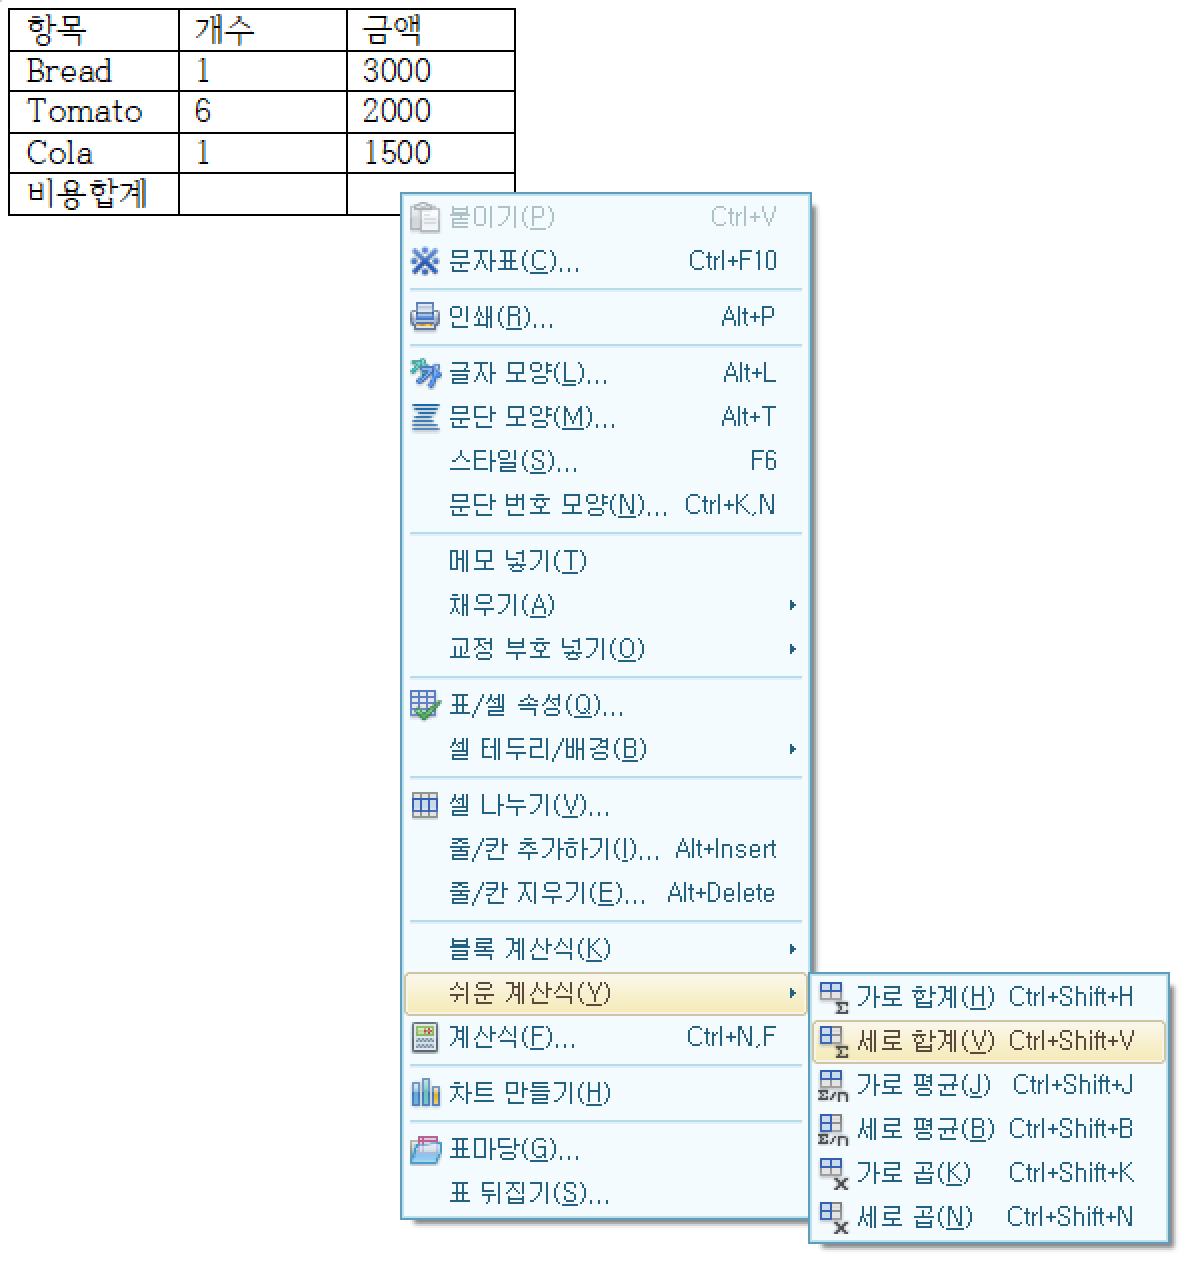 항목 개수 금액
Bread 1 3000
Tomato 6 2000
Cola 1 1500
비용합계
붙이기(P) Ctrl+V
문자표(C)... Ctrl+F10
인쇄(R)... Alt+P
글자 모양(L)... Alt+L
문단 모양(M)... Alt+T
스타일(S)... F6
문단 번호 모양(N)... Ctrl+K,N
메모 넣기(T)
채우기(A)
교정 부호 넣기(O)
표/셀 속성(Q)...
셀 테두리/배경(B)
셀 나누기(V)...
줄/칸 추가하기(I)... Alt+Insert
줄/칸 지우기(E)... Alt+Delete
블록 계산식(K)
쉬운 계산식(Y)
계산식(F)... Ctrl+N,F
차트 만들기(H)
표마당(G)...
표 뒤집기(S)...
가로 합계(H) Ctrl+Shift+H
세로 합계(V) Ctrl+Shift+V
가로 평균(J) Ctrl+Shift+J
세로 평균(B) Ctrl+Shift+B
가로 곱(K) Ctrl+Shift+K
세로 곱(N) Ctrl+Shift+N